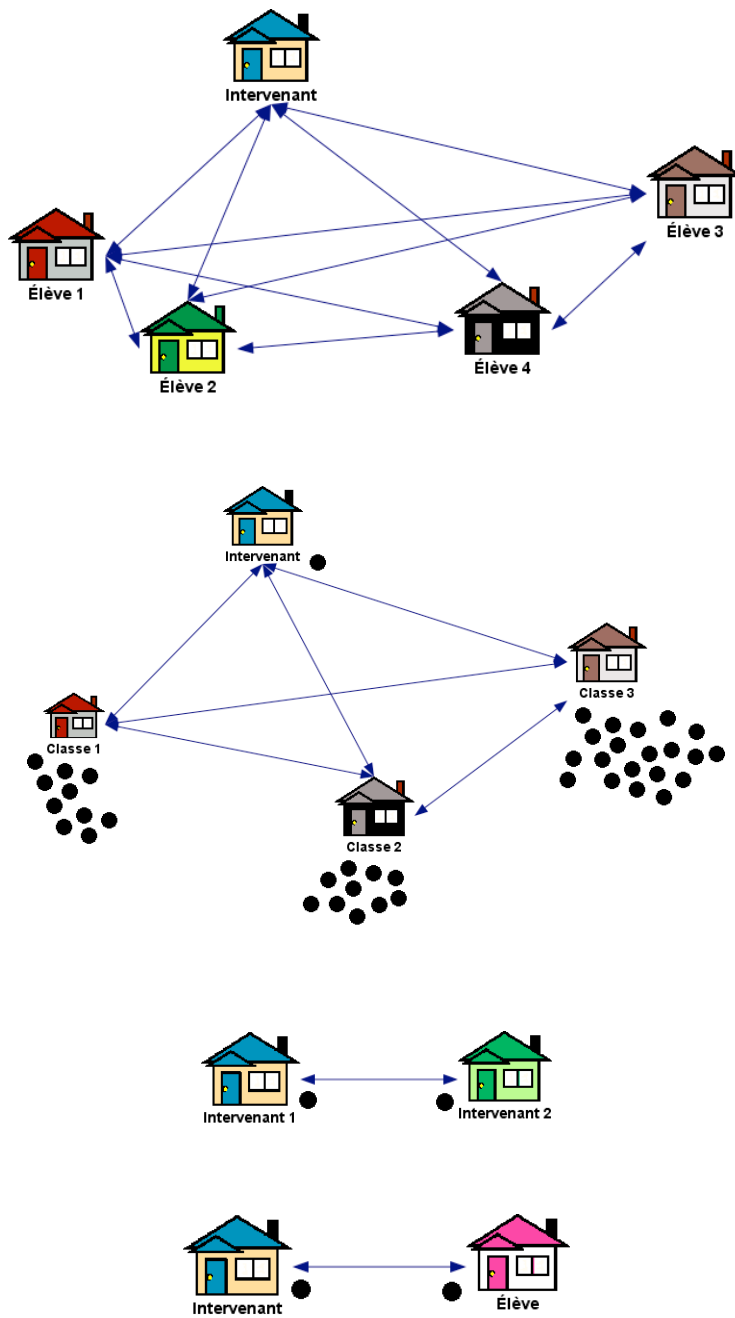 Intervenant
Élève 3
Élève 1
Élève 4
Élève 2
Intervenant
Classe 3
Classe 1
Classe 2
Intervenant 1
Intervenant 2
Intervenant
Élève